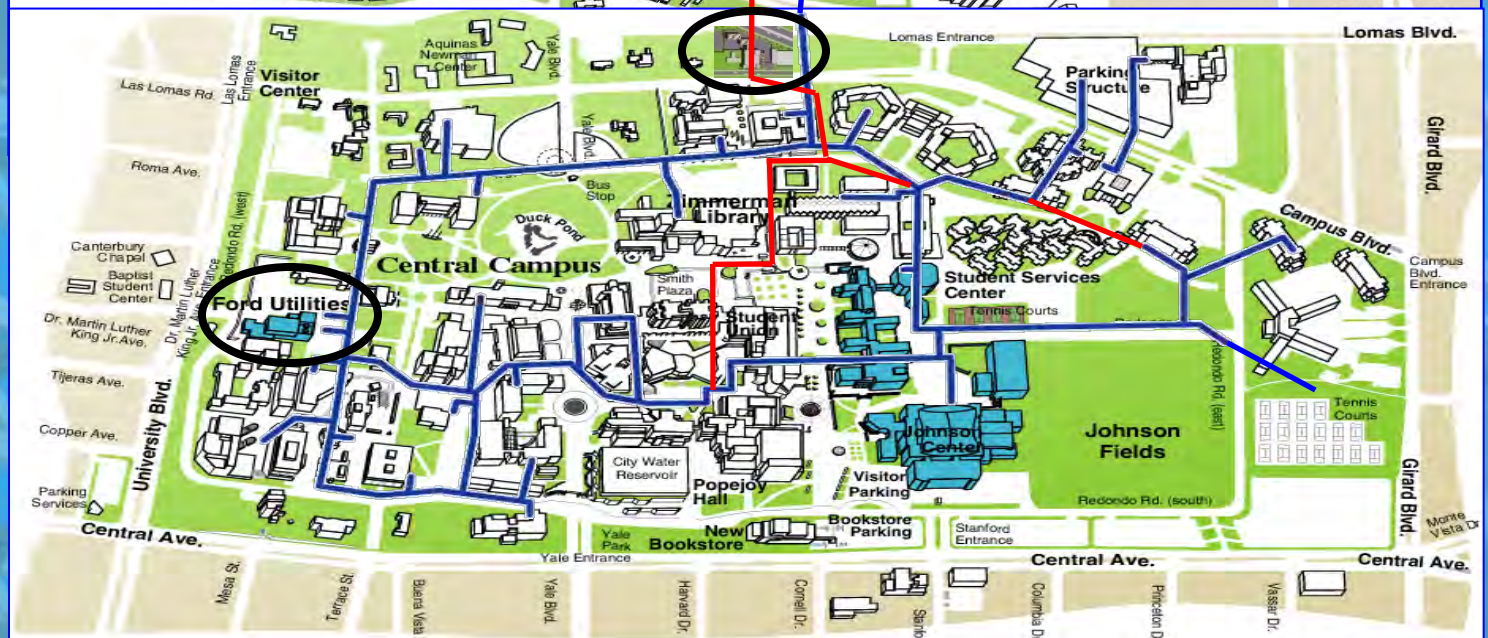 Lomas Entrance
Lomas Blvd.
Aquinas
Newman
Center
Yale Blvd.
Las Lomas
Entrance
Visitor
Center
Las Lomas Rd.
Parking
Structure
Girard Blvd.
Yale Blvd.
Roma Ave.
Bus
Stop
Redondo Rd. (west)
Zimmerman
Library
Duck Pond
Campus Blvd.
Canterbury
Chapel
Central Campus
Campus
Blvd.
Entrance
Baptist
Student
Center
Dr. Martin Luther
King Jr. Ave. Entrance
Smith
Plaza
Student Services
Center
Ford Utilities
Tennis Courts
Student
Union
Dr. Martin Luther
King Jr. Ave.
Redondo Rd. (east)
Tijeras Ave.
University Blvd.
Tennis
Courts
Copper Ave.
Johnson
Center
Johnson
Fields
City Water
Reservoir
Popejoy
Hall
Visitor
Parking
Girard Blvd.
Parking
Services
Redondo Rd. (south)
Central Ave.
Yale
Park
New
Bookstore
Bookstore
Parking
Stanford
Entrance
Monte
Vista Dr
Yale Entrance
Central Ave.
Central Ave.
Mesa St.
Terrace St.
Buena Vista
Yale Blvd.
Harvard Dr.
Cornell Dr.
Columbia D
Princeton D
Vassar Dr.